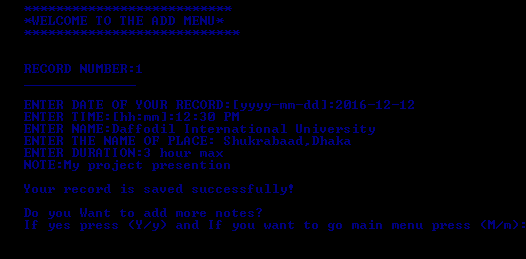 *****************************
*WELCOME TO THE ADD MENU*
******************************
RECORD NUMBER:1
ENTER DATE OF YOUR RECORD:[yyyy-mm-dd]:2016-12-12
ENTER TIME:[hh:mm]:12:30 PM
ENTER NAME:Daffodil International University
ENTER THE NAME OF PLACE: Shukrabaad,Dhaka
ENTER DURATION:3 hour max
NOTE:My project presention
Your record is saved successfully!
Do you Want to add more notes?
If yes press (Y/y) and If you want to go main menu press (M/m):